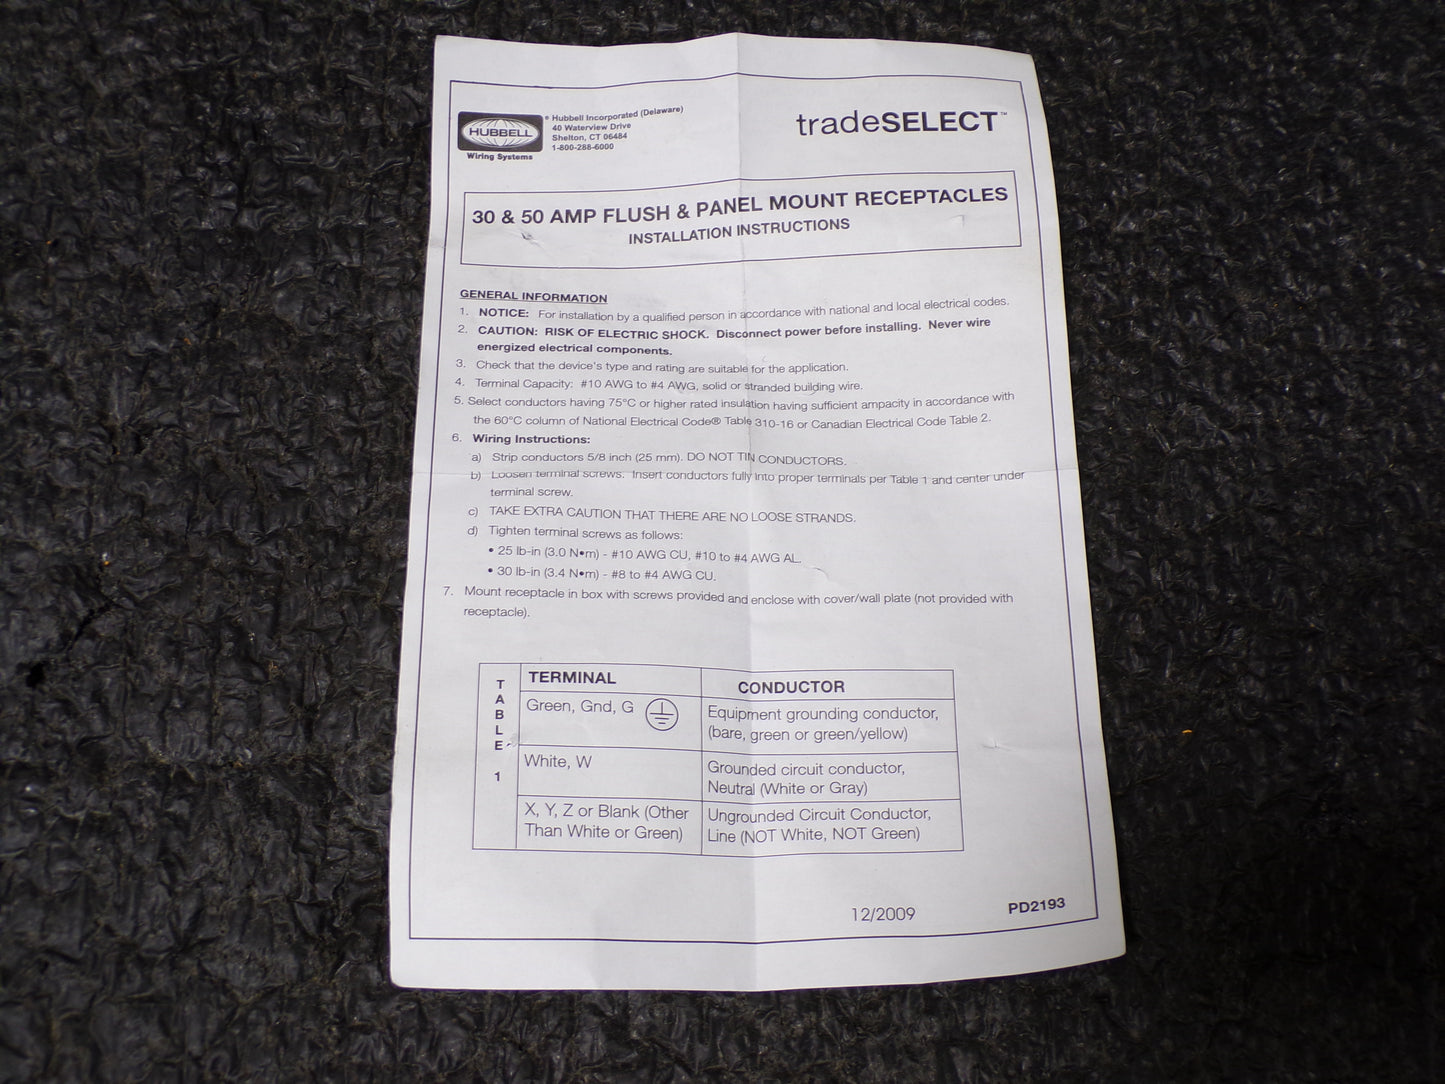 HUBBELL
Wiring Systems
® Hubbell Incorporated (Delaware)
40 Waterview Drive
Shelton, CT 06484
1-800-288-6000
tradeSELECT™
30 & 50 AMP FLUSH & PANEL MOUNT RECEPTACLES
INSTALLATION INSTRUCTIONS
GENERAL INFORMATION
1. NOTICE: For installation by a qualified person in accordance with national and local electrical codes.
2. CAUTION: RISK OF ELECTRIC SHOCK. Disconnect power before installing. Never wire
energized electrical components.
3. Check that the device's type and rating are suitable for the application.
4. Terminal Capacity: #10 AWG to #4 AWG, solid or stranded building wire.
5. Select conductors having 75°C or higher rated insulation having sufficient ampacity in accordance with
the 60°C column of National Electrical Code® Table 310-16 or Canadian Electrical Code Table 2.
6. Wiring Instructions:
a) Strip conductors 5/8 inch (25 mm). DO NOT TIN CONDUCTORS.
b) Loosen terminal screws. Insert conductors fully into proper terminals per Table 1 and center under
terminal screw.
c) TAKE EXTRA CAUTION THAT THERE ARE NO LOOSE STRANDS.
d) Tighten terminal screws as follows:
• 25 lb-in (3.0 N•m) - #10 AWG CU, #10 to #4 AWG AL.
• 30 lb-in (3.4 N•m) - #8 to #4 AWG CU.
7. Mount receptacle in box with screws provided and enclose with cover/wall plate (not provided with
receptacle).
TABLE 1
TERMINAL CONDUCTOR
Green, Gnd, G Equipment grounding conductor,
(bare, green or green/yellow)
White, W Grounded circuit conductor,
Neutral (White or Gray)
X, Y, Z or Blank (Other Ungrounded Circuit Conductor,
Than White or Green) Line (NOT White, NOT Green)
12/2009 PD2193